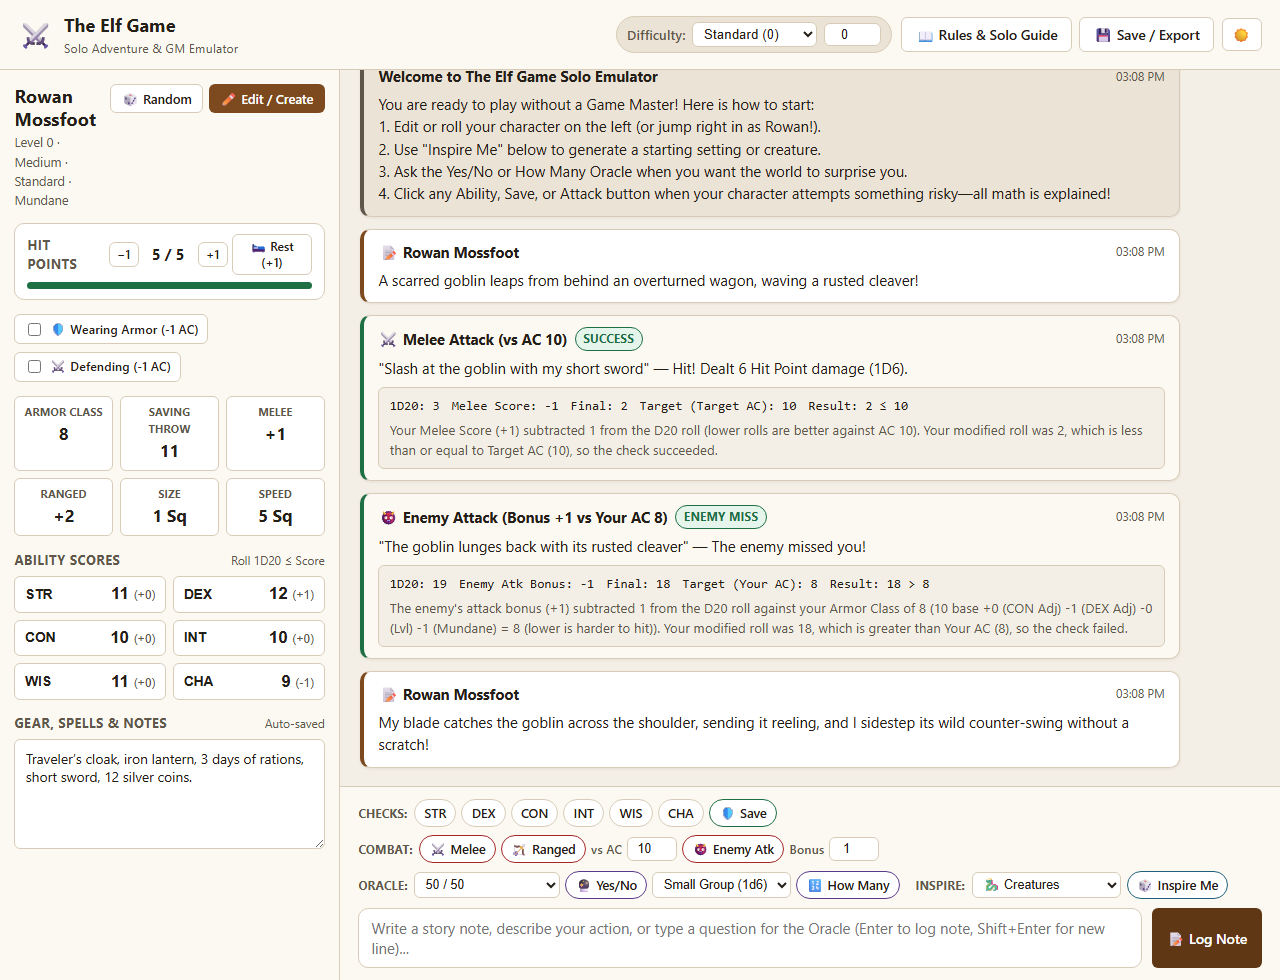 The Elf Game
Solo Adventure & GM Emulator
Difficulty: Standard (0) 0
Rules & Solo Guide
Save / Export
Rowan
Mossfoot
Random
Edit / Create
Level 0 ·
Medium ·
Standard ·
Mundane
HIT
POINTS
−1 5 / 5 +1
Rest
(+1)
Wearing Armor (-1 AC)
Defending (-1 AC)
ARMOR CLASS
8
SAVING
THROW
11
MELEE
+1
RANGED
+2
SIZE
1 Sq
SPEED
5 Sq
ABILITY SCORES Roll 1D20 ≤ Score
STR 11 (+0) DEX 12 (+1)
CON 10 (+0) INT 10 (+0)
WIS 11 (+0) CHA 9 (-1)
GEAR, SPELLS & NOTES Auto-saved
Traveler's cloak, iron lantern, 3 days of rations,
short sword, 12 silver coins.
Welcome to The Elf Game Solo Emulator 03:08 PM
You are ready to play without a Game Master! Here is how to start:
1. Edit or roll your character on the left (or jump right in as Rowan!).
2. Use "Inspire Me" below to generate a starting setting or creature.
3. Ask the Yes/No or How Many Oracle when you want the world to surprise you.
4. Click any Ability, Save, or Attack button when your character attempts something risky—all math is explained!
Rowan Mossfoot 03:08 PM
A scarred goblin leaps from behind an overturned wagon, waving a rusted cleaver!
Melee Attack (vs AC 10) SUCCESS 03:08 PM
"Slash at the goblin with my short sword" — Hit! Dealt 6 Hit Point damage (1D6).
1D20: 3 Melee Score: -1 Final: 2 Target (Target AC): 10 Result: 2 ≤ 10
Your Melee Score (+1) subtracted 1 from the D20 roll (lower rolls are better against AC 10). Your modified roll was 2, which is less
than or equal to Target AC (10), so the check succeeded.
Enemy Attack (Bonus +1 vs Your AC 8) ENEMY MISS 03:08 PM
"The goblin lunges back with its rusted cleaver" — The enemy missed you!
1D20: 19 Enemy Atk Bonus: -1 Final: 18 Target (Your AC): 8 Result: 18 > 8
The enemy's attack bonus (+1) subtracted 1 from the D20 roll against your Armor Class of 8 (10 base +0 (CON Adj) -1 (DEX Adj) -0
(Lvl) -1 (Mundane) = 8 (lower is harder to hit)). Your modified roll was 18, which is greater than Your AC (8), so the check failed.
Rowan Mossfoot 03:08 PM
My blade catches the goblin across the shoulder, sending it reeling, and I sidestep its wild counter-swing without a
scratch!
CHECKS: STR DEX CON INT WIS CHA Save
COMBAT: Melee Ranged vs AC 10 Enemy Atk Bonus 1
ORACLE: 50 / 50 Yes/No Small Group (1d6) How Many INSPIRE: Creatures Inspire Me
Write a story note, describe your action, or type a question for the Oracle (Enter to log note, Shift+Enter for new
line)...
Log Note